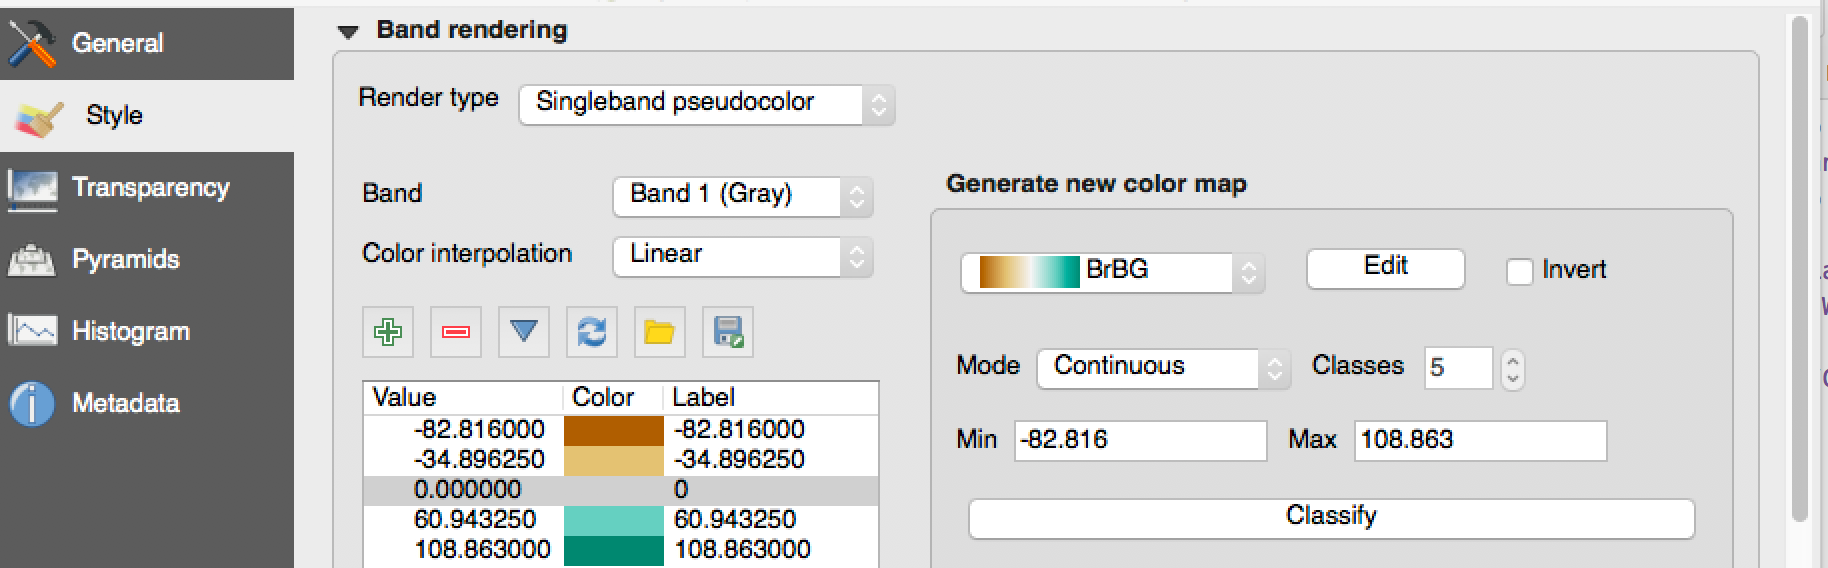 General
Style
Transparency
Pyramids
Histogram
Metadata
Band rendering
Render type Singleband pseudocolor
Band Band 1 (Gray)
Color interpolation Linear
Value Color Label
-82.816000 -82.816000
-34.896250 -34.896250
0.000000 0
60.943250 60.943250
108.863000 108.863000
Generate new color map
BrBG Edit Invert
Mode Continuous Classes 5
Min -82.816 Max 108.863
Classify